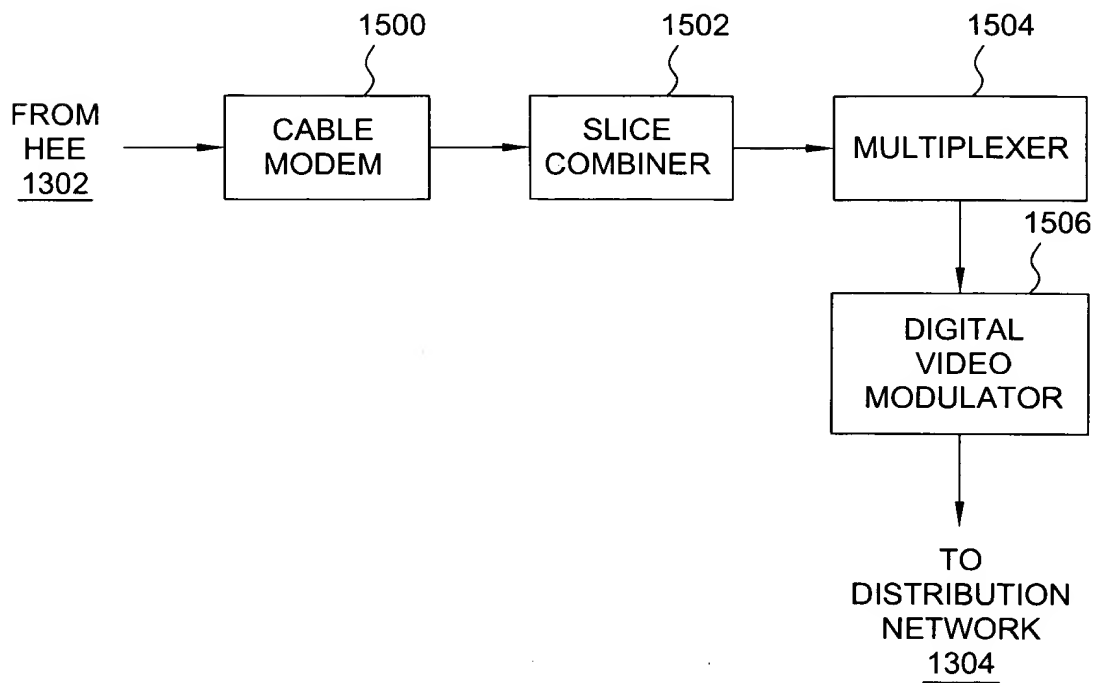 1500
1502
1504
FROM
HEE
1302
CABLE
MODEM
SLICE
COMBINER
MULTIPLEXER
1506
DIGITAL
VIDEO
MODULATOR
TO
DISTRIBUTION
NETWORK
1304